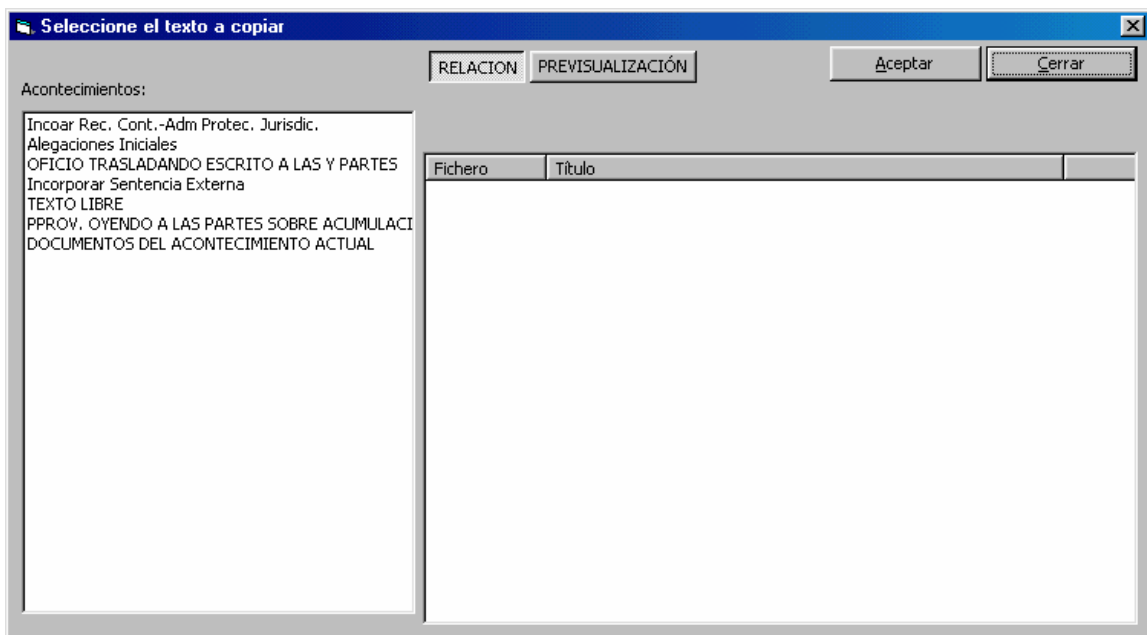 Seleccione el texto a copiar
RELACION PREVISUALIZACIÓN Aceptar Cerrar
Acontecimientos:
Incoar Rec. Cont.-Adm Protec. Jurisdic.
Alegaciones Iniciales
OFICIO TRASLADANDO ESCRITO A LAS Y PARTES
Incorporar Sentencia Externa
TEXTO LIBRE
PPROV. OYENDO A LAS PARTES SOBRE ACUMULACI
DOCUMENTOS DEL ACONTECIMIENTO ACTUAL
Fichero Título